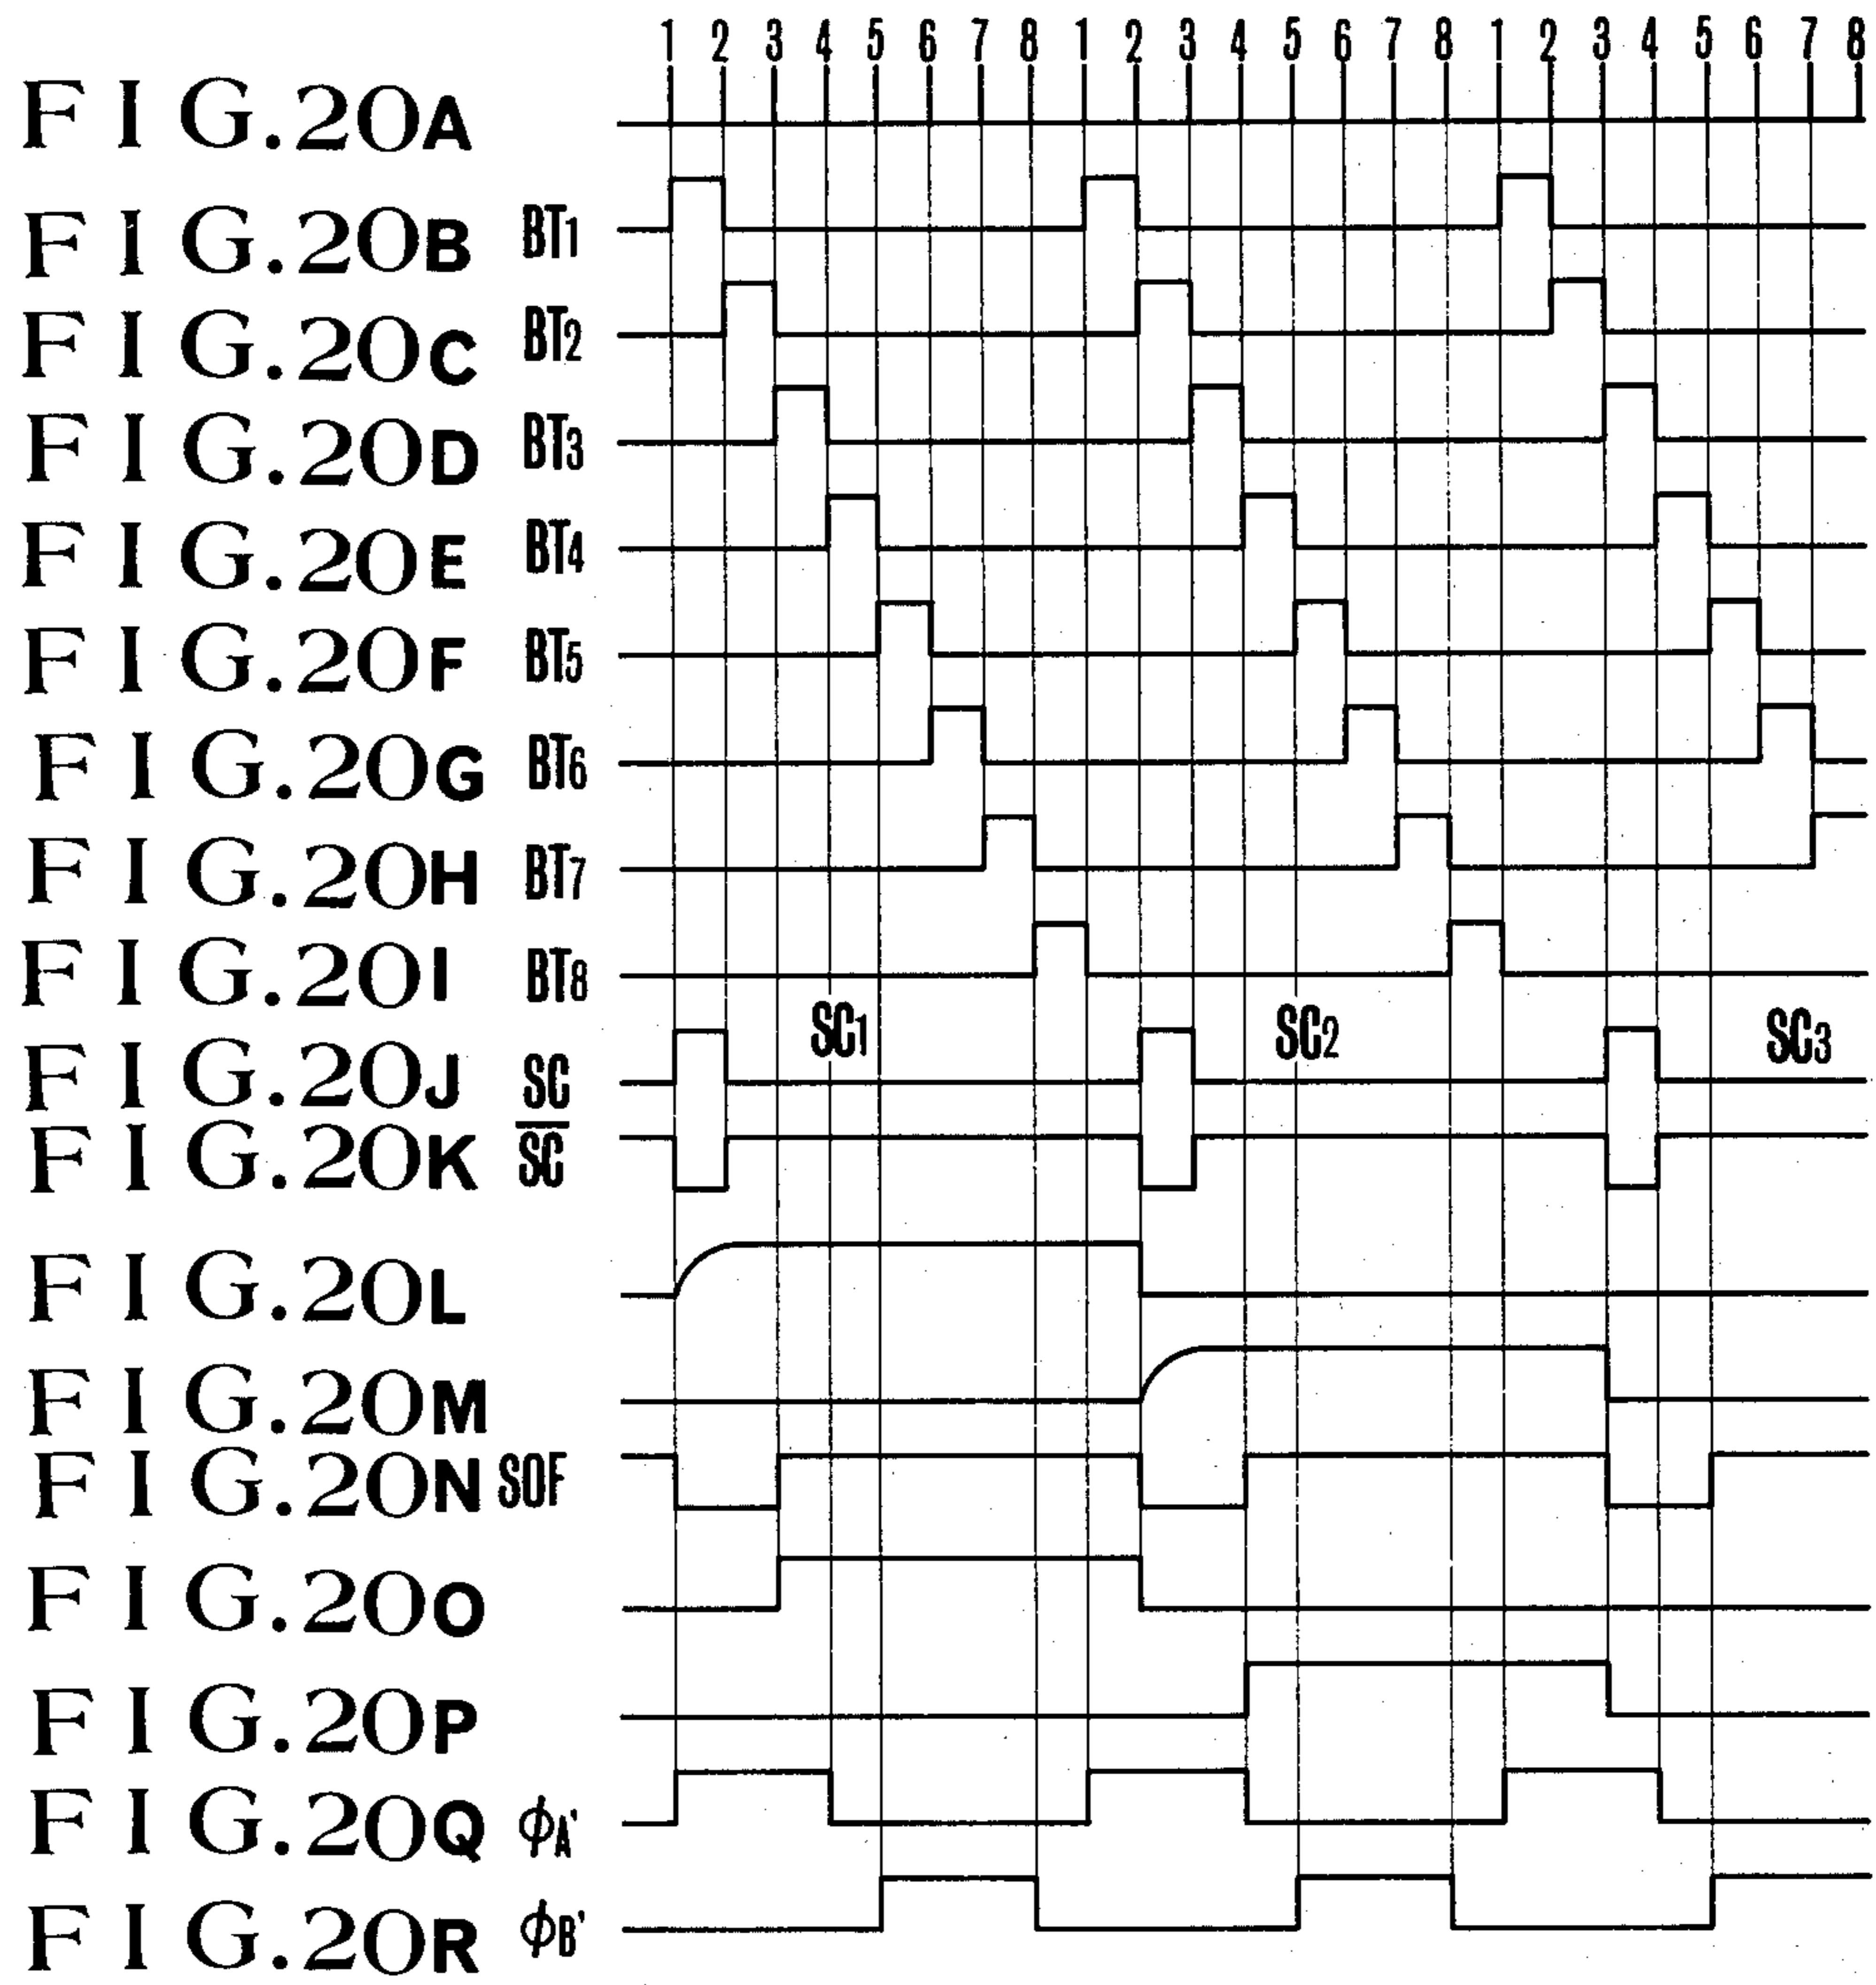 1 2 3 4 5 6 7 8 1 2 3 4 5 6 7 8 1 2 3 4 5 6 7 8
FIG.20A
FIG.20B BT1
FIG.20C BT2
FIG.20D BT3
FIG.20E BT4
FIG.20F BT5
FIG.20G BT6
FIG.20H BT7
FIG.20I BT8
SC1 SC2 SC3
FIG.20J SC
FIG.20K S̅C̅
FIG.20L
FIG.20M
FIG.20N SOF
FIG.20O
FIG.20P
FIG.20Q ϕA'
FIG.20R ϕB'